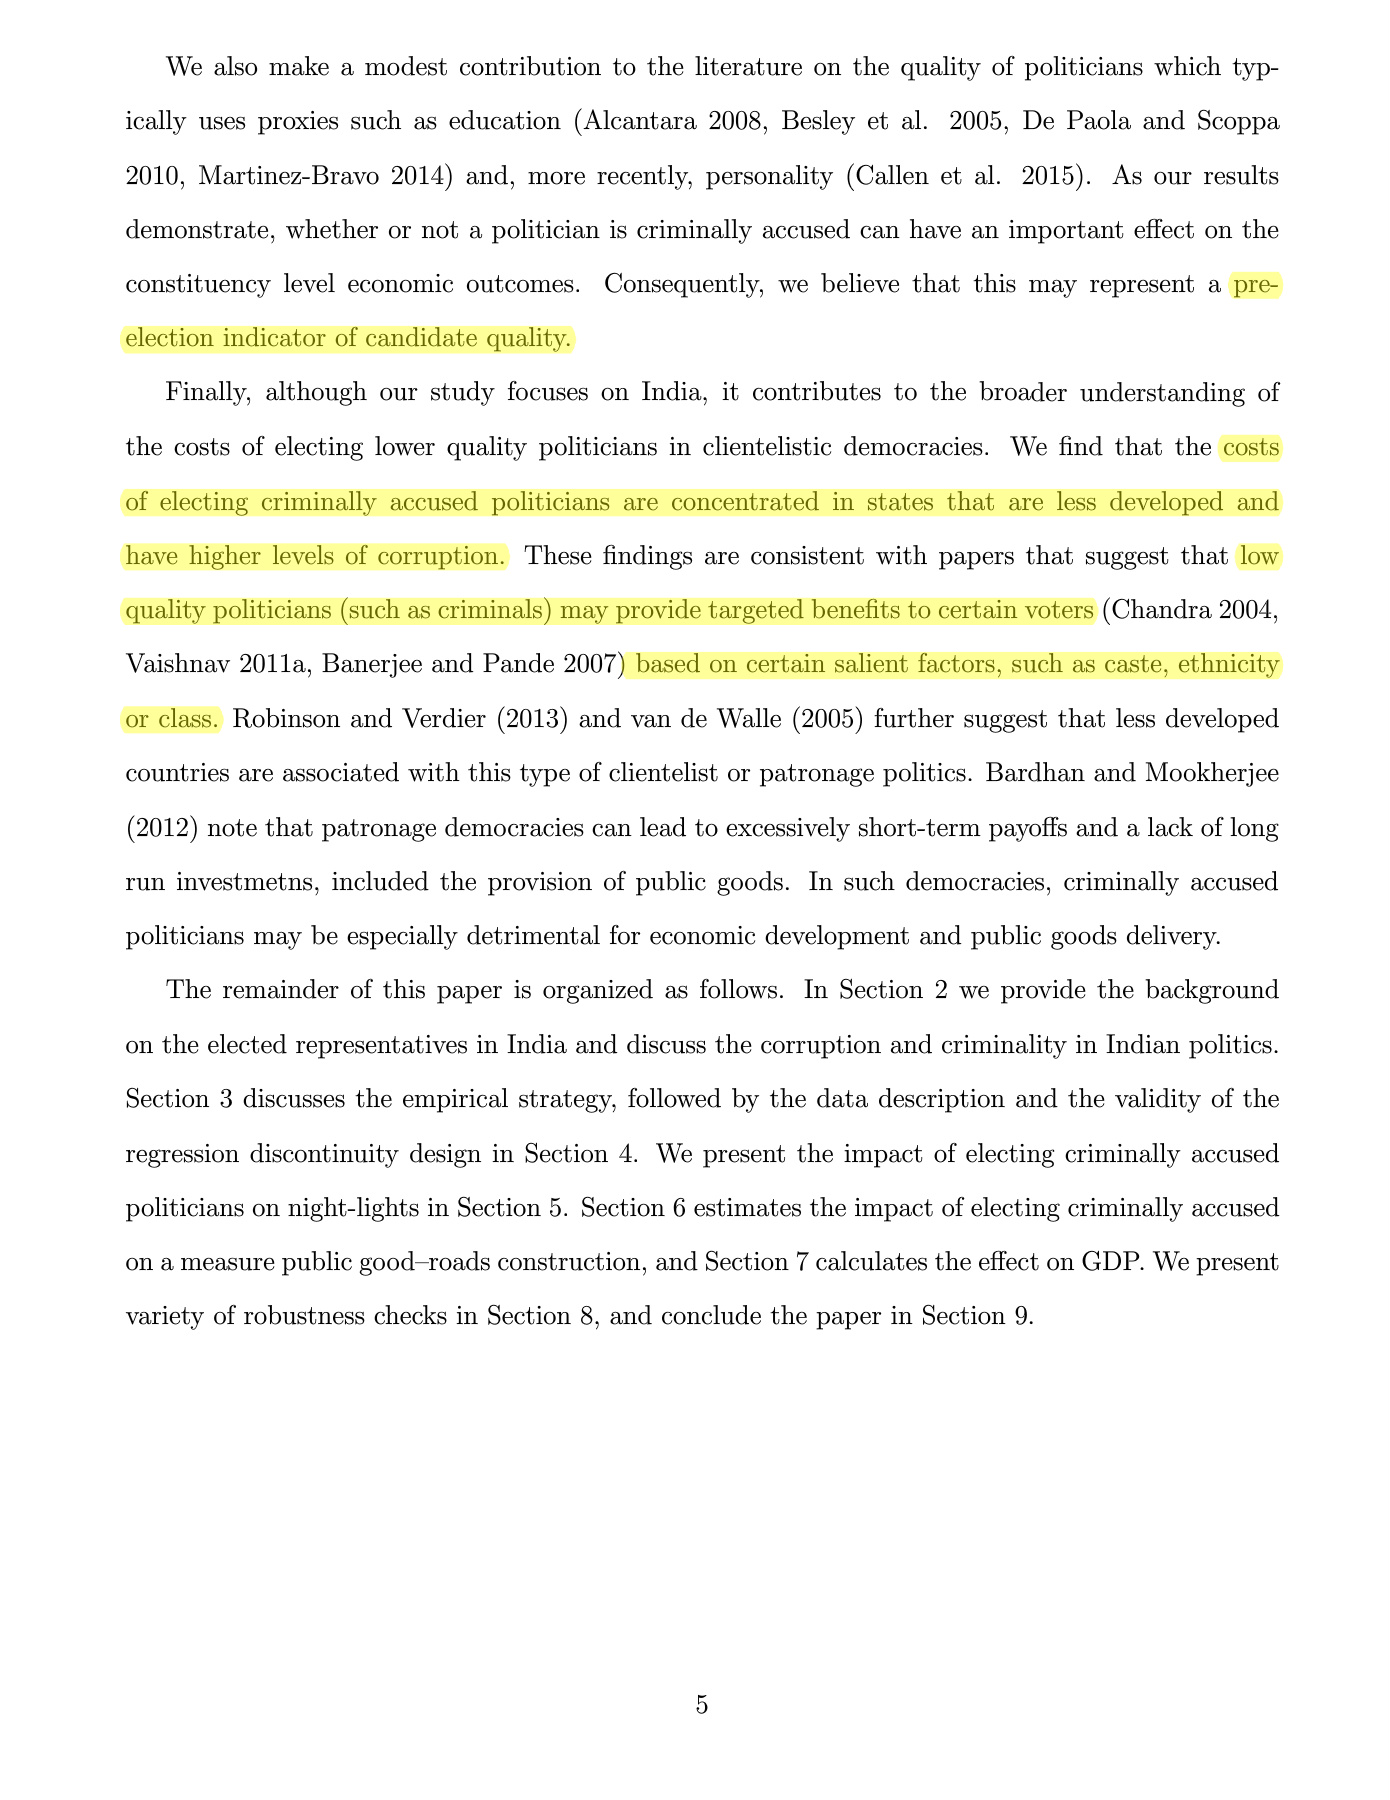 We also make a modest contribution to the literature on the quality of politicians which typ-
ically uses proxies such as education (Alcantara 2008, Besley et al. 2005, De Paola and Scoppa
2010, Martinez-Bravo 2014) and, more recently, personality (Callen et al. 2015). As our results
demonstrate, whether or not a politician is criminally accused can have an important effect on the
constituency level economic outcomes. Consequently, we believe that this may represent a pre-
election indicator of candidate quality.
Finally, although our study focuses on India, it contributes to the broader understanding of
the costs of electing lower quality politicians in clientelistic democracies. We find that the costs
of electing criminally accused politicians are concentrated in states that are less developed and
have higher levels of corruption. These findings are consistent with papers that suggest that low
quality politicians (such as criminals) may provide targeted benefits to certain voters (Chandra 2004,
Vaishnav 2011a, Banerjee and Pande 2007) based on certain salient factors, such as caste, ethnicity
or class. Robinson and Verdier (2013) and van de Walle (2005) further suggest that less developed
countries are associated with this type of clientelist or patronage politics. Bardhan and Mookherjee
(2012) note that patronage democracies can lead to excessively short-term payoffs and a lack of long
run investmetns, included the provision of public goods. In such democracies, criminally accused
politicians may be especially detrimental for economic development and public goods delivery.
The remainder of this paper is organized as follows. In Section 2 we provide the background
on the elected representatives in India and discuss the corruption and criminality in Indian politics.
Section 3 discusses the empirical strategy, followed by the data description and the validity of the
regression discontinuity design in Section 4. We present the impact of electing criminally accused
politicians on night-lights in Section 5. Section 6 estimates the impact of electing criminally accused
on a measure public good–roads construction, and Section 7 calculates the effect on GDP. We present
variety of robustness checks in Section 8, and conclude the paper in Section 9.
5